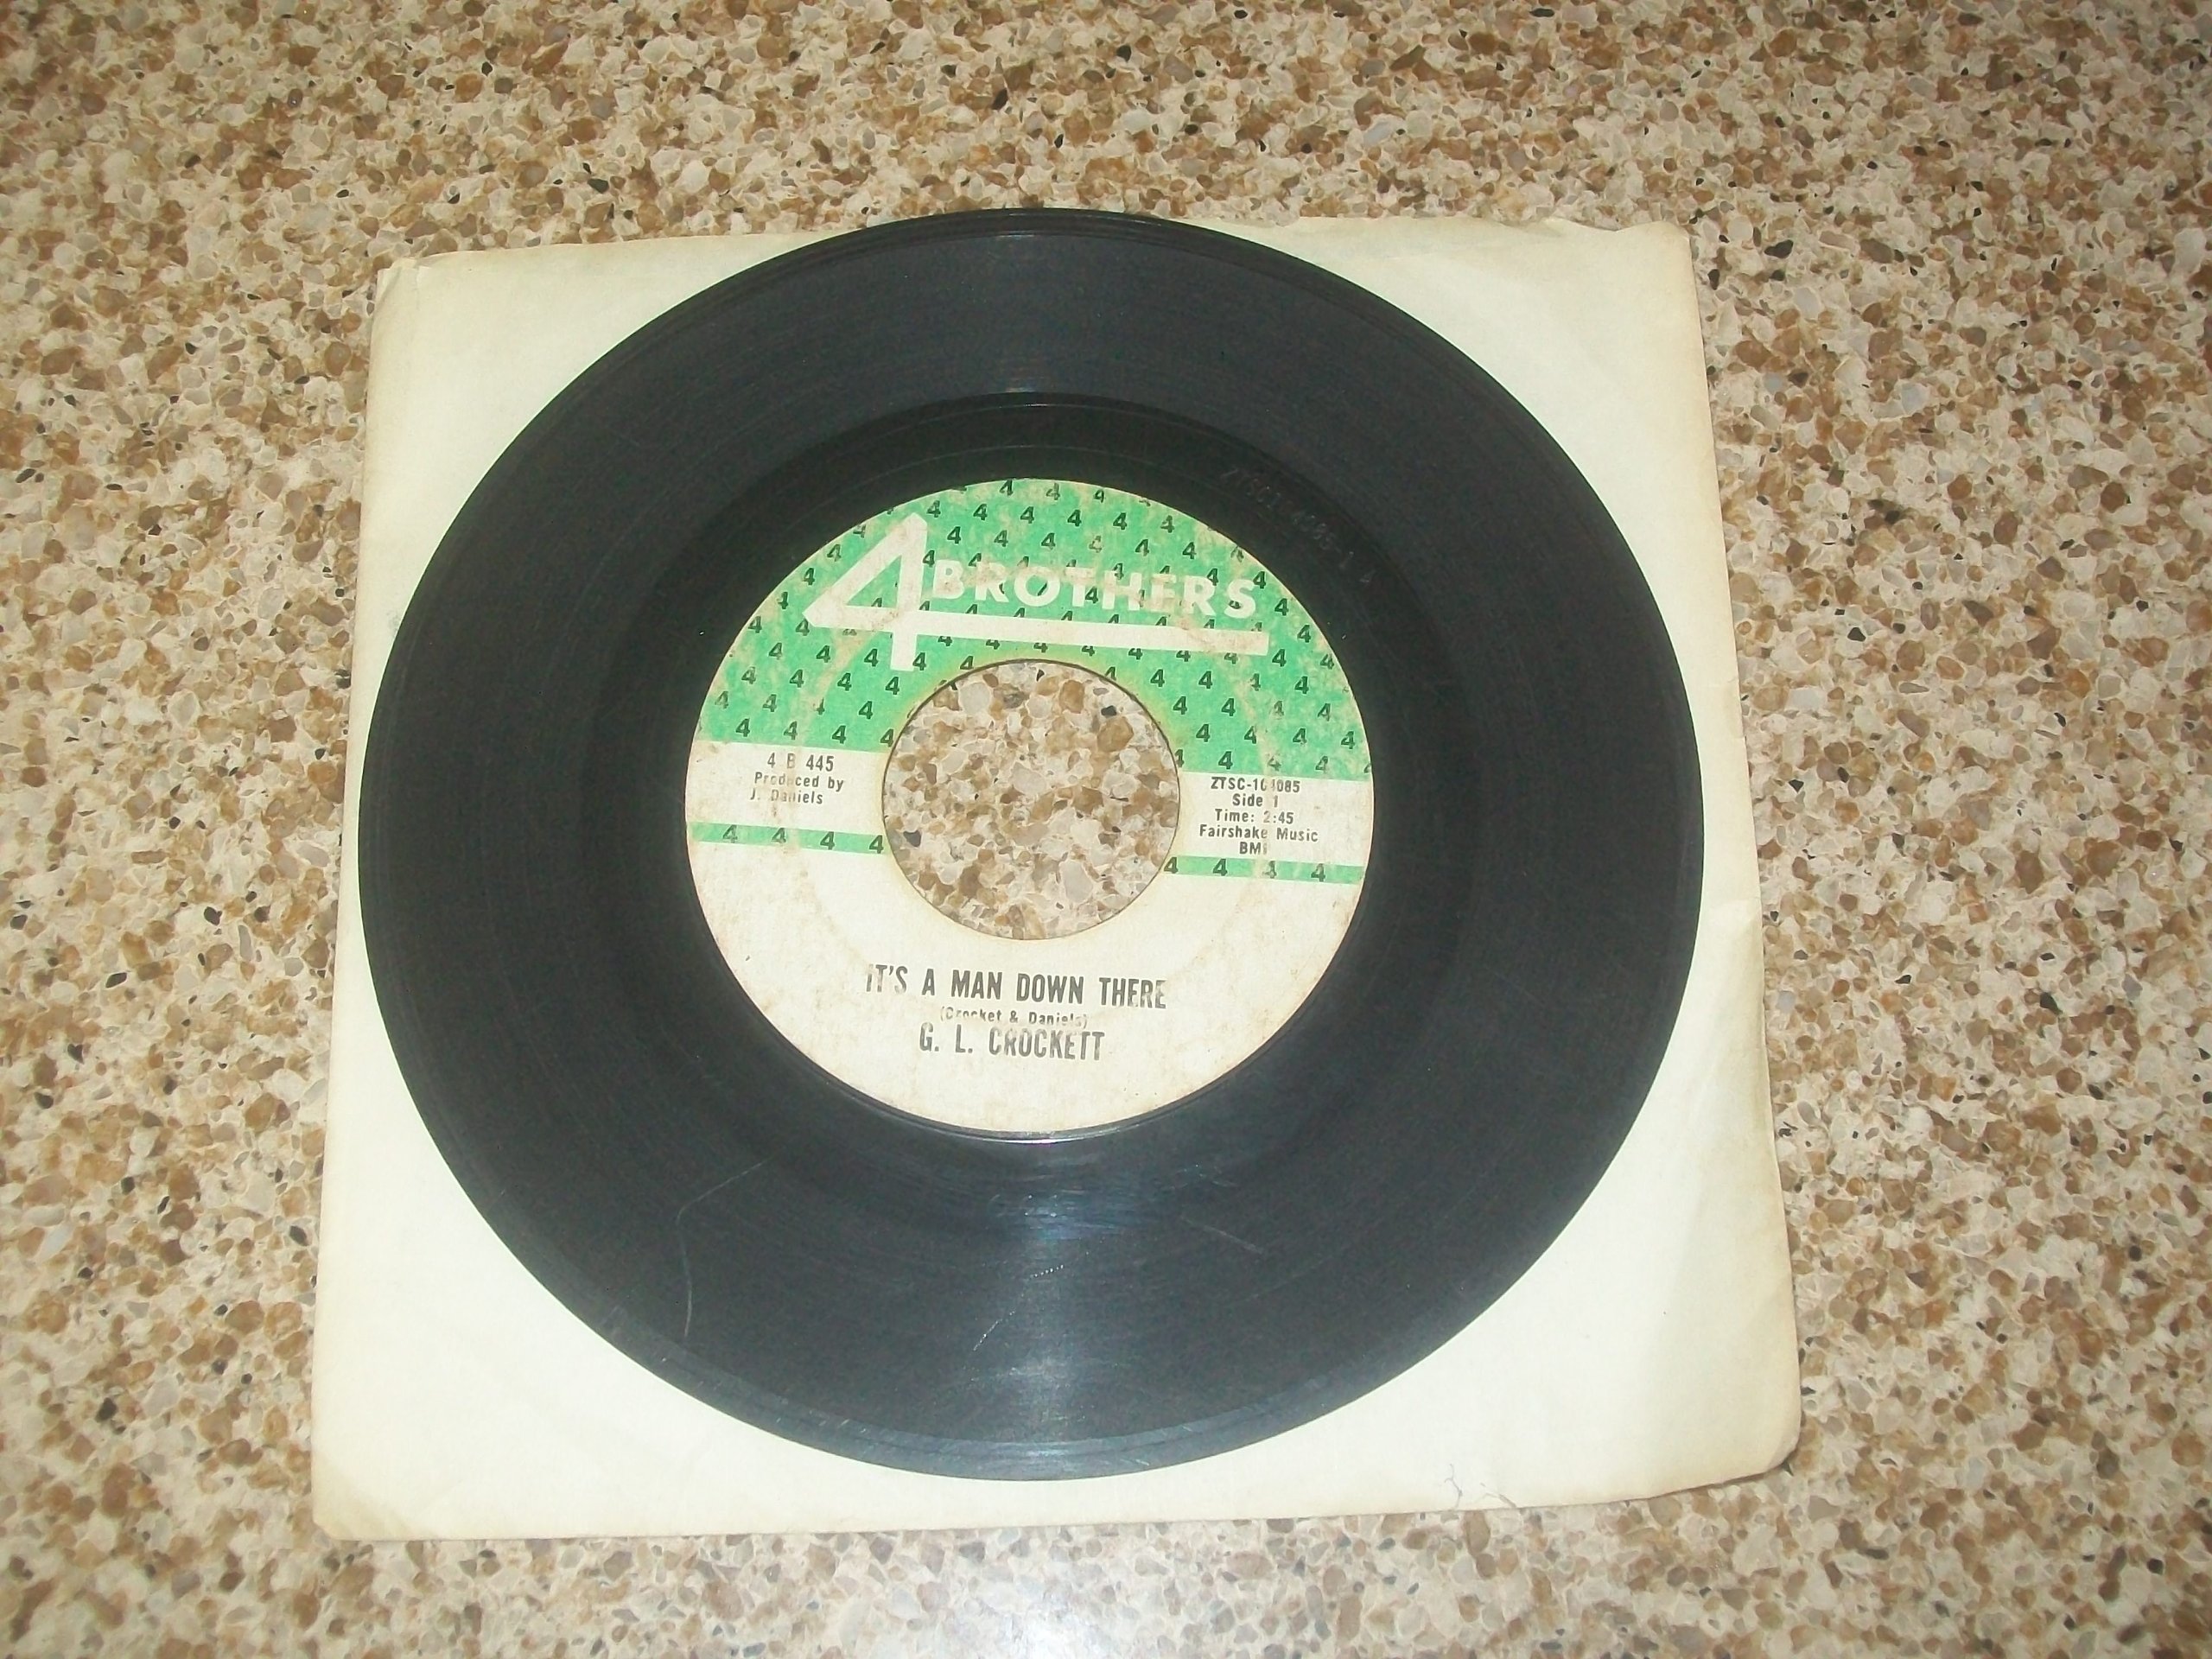 4 BROTHERS
4 B 445
Produced by
J. Daniels
ZTSC-104085
Side 1
Time: 2:45
Fairshake Music
BMI
IT'S A MAN DOWN THERE
(Crocket & Daniels)
G. L. CROCKETT